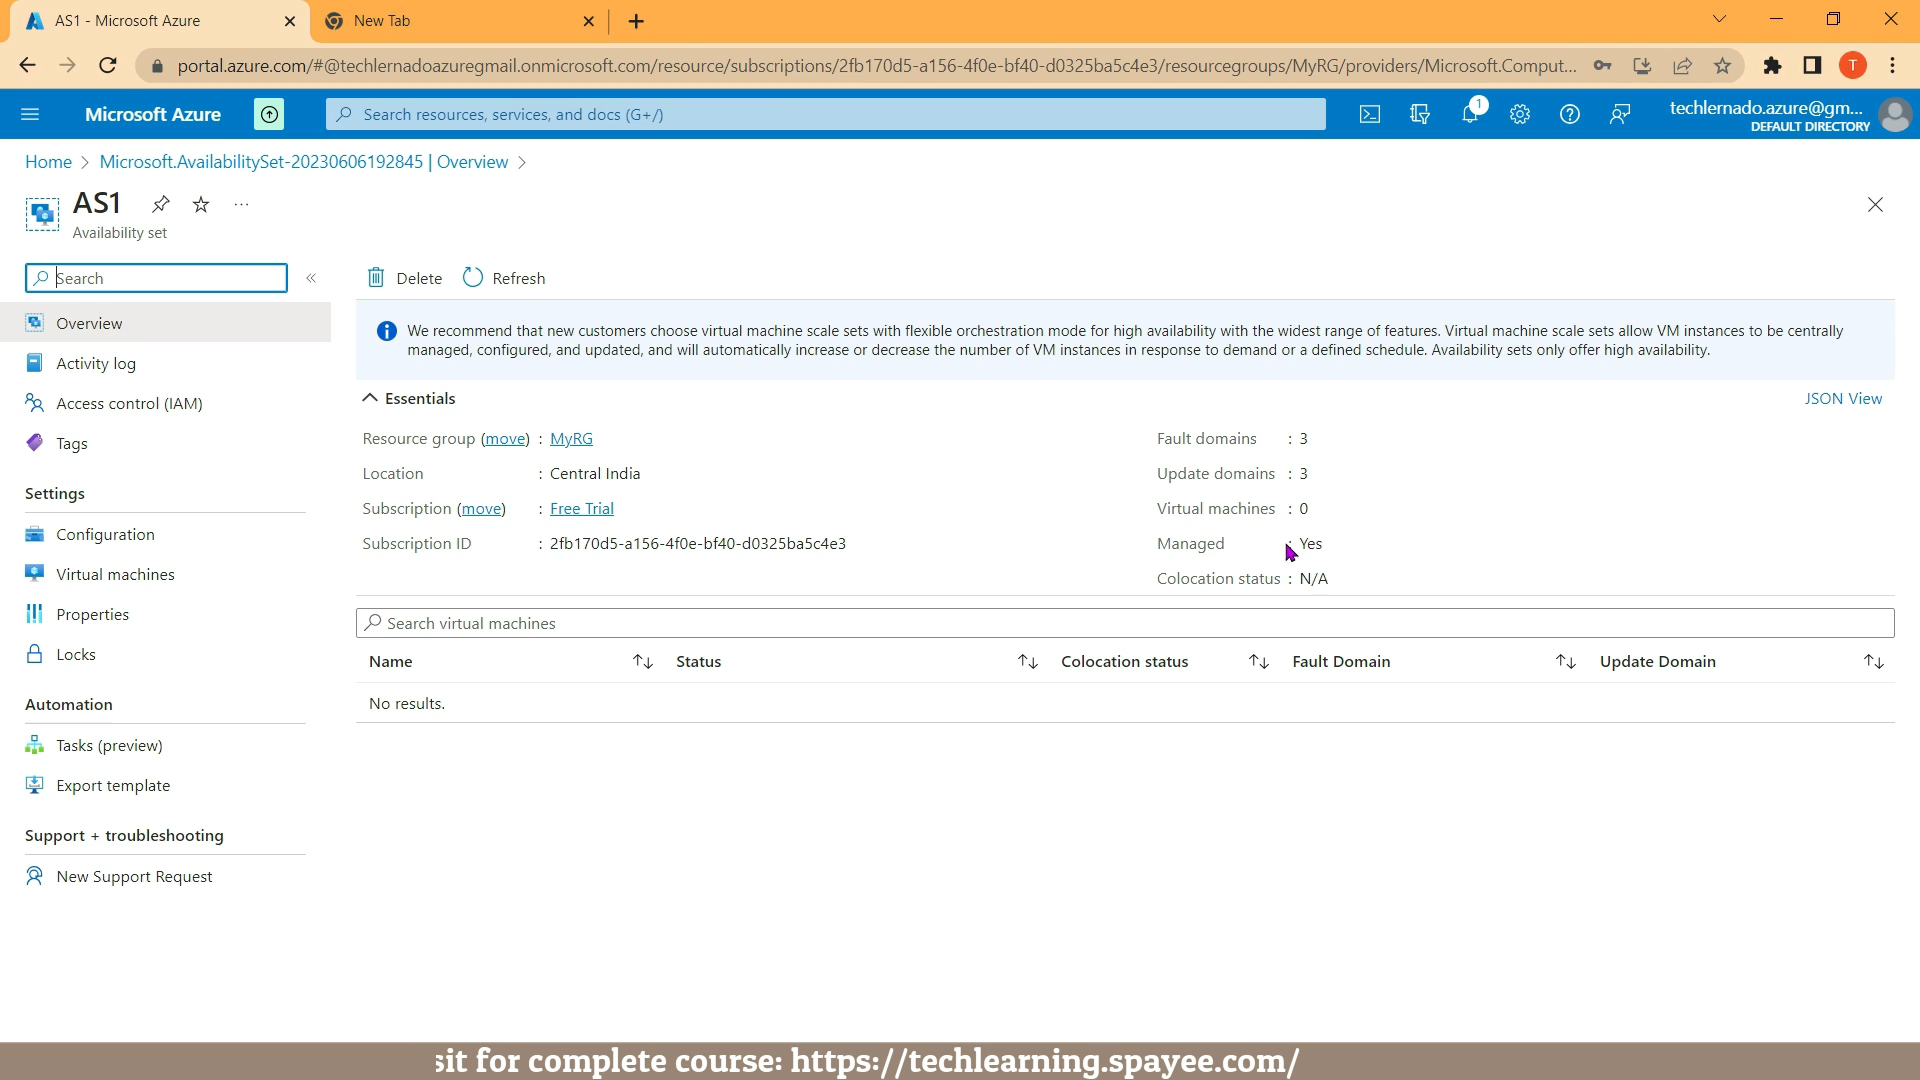 AS1 - Microsoft Azure
New Tab
portal.azure.com/#@techlernadoazuregmail.onmicrosoft.com/resource/subscriptions/2fb170d5-a156-4f0e-bf40-d0325ba5c4e3/resourcegroups/MyRG/providers/Microsoft.Comput...
T
Microsoft Azure
Search resources, services, and docs (G+/)
1
techlernado.azure@gm...
DEFAULT DIRECTORY
Home > Microsoft.AvailabilitySet-20230606192845 | Overview >
AS1
Availability set
Search
Delete
Refresh
Overview
Activity log
Access control (IAM)
Tags
Settings
Configuration
Virtual machines
Properties
Locks
Automation
Tasks (preview)
Export template
Support + troubleshooting
New Support Request
We recommend that new customers choose virtual machine scale sets with flexible orchestration mode for high availability with the widest range of features. Virtual machine scale sets allow VM instances to be centrally
managed, configured, and updated, and will automatically increase or decrease the number of VM instances in response to demand or a defined schedule. Availability sets only offer high availability.
Essentials
JSON View
Resource group (move) : MyRG
Location : Central India
Subscription (move) : Free Trial
Subscription ID : 2fb170d5-a156-4f0e-bf40-d0325ba5c4e3
Fault domains : 3
Update domains : 3
Virtual machines : 0
Managed : Yes
Colocation status : N/A
Search virtual machines
Name Status Colocation status Fault Domain Update Domain
No results.
sit for complete course: https://techlearning.spayee.com/